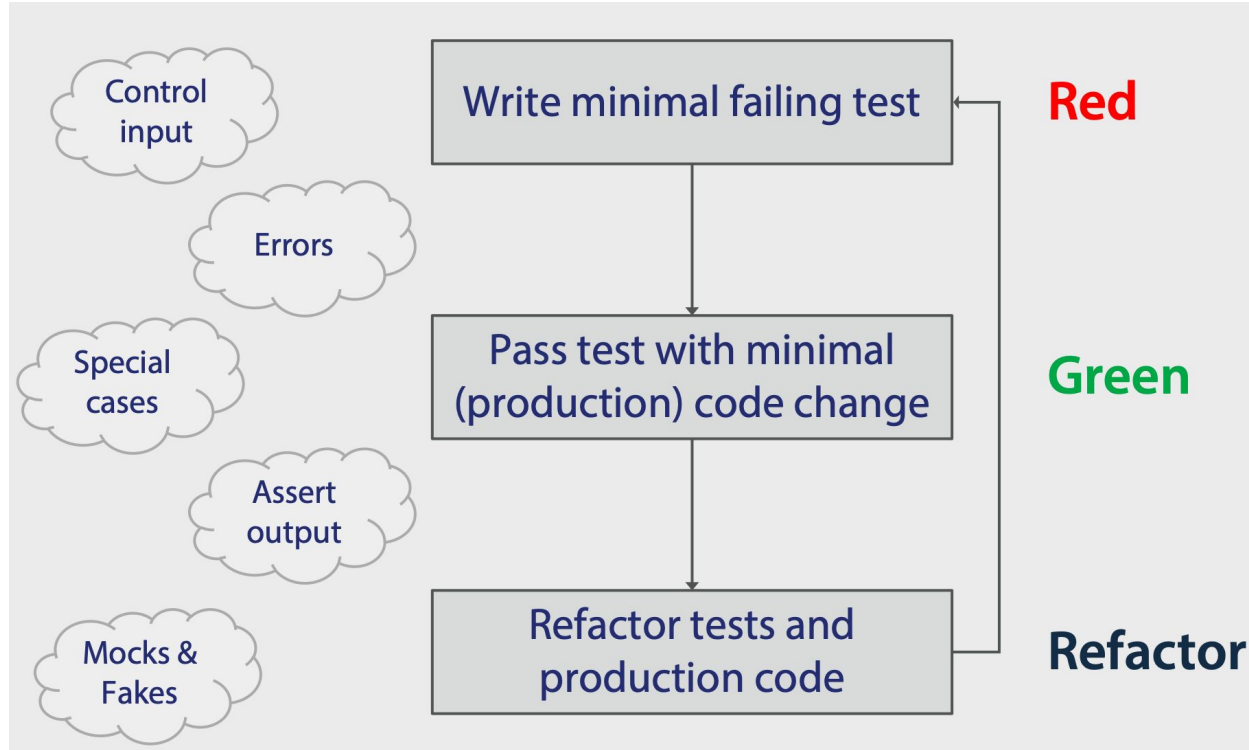 Control
input
Write minimal failing test
Red
Errors
Special
cases
Pass test with minimal
(production) code change
Green
Assert
output
Mocks &
Fakes
Refactor tests and
production code
Refactor